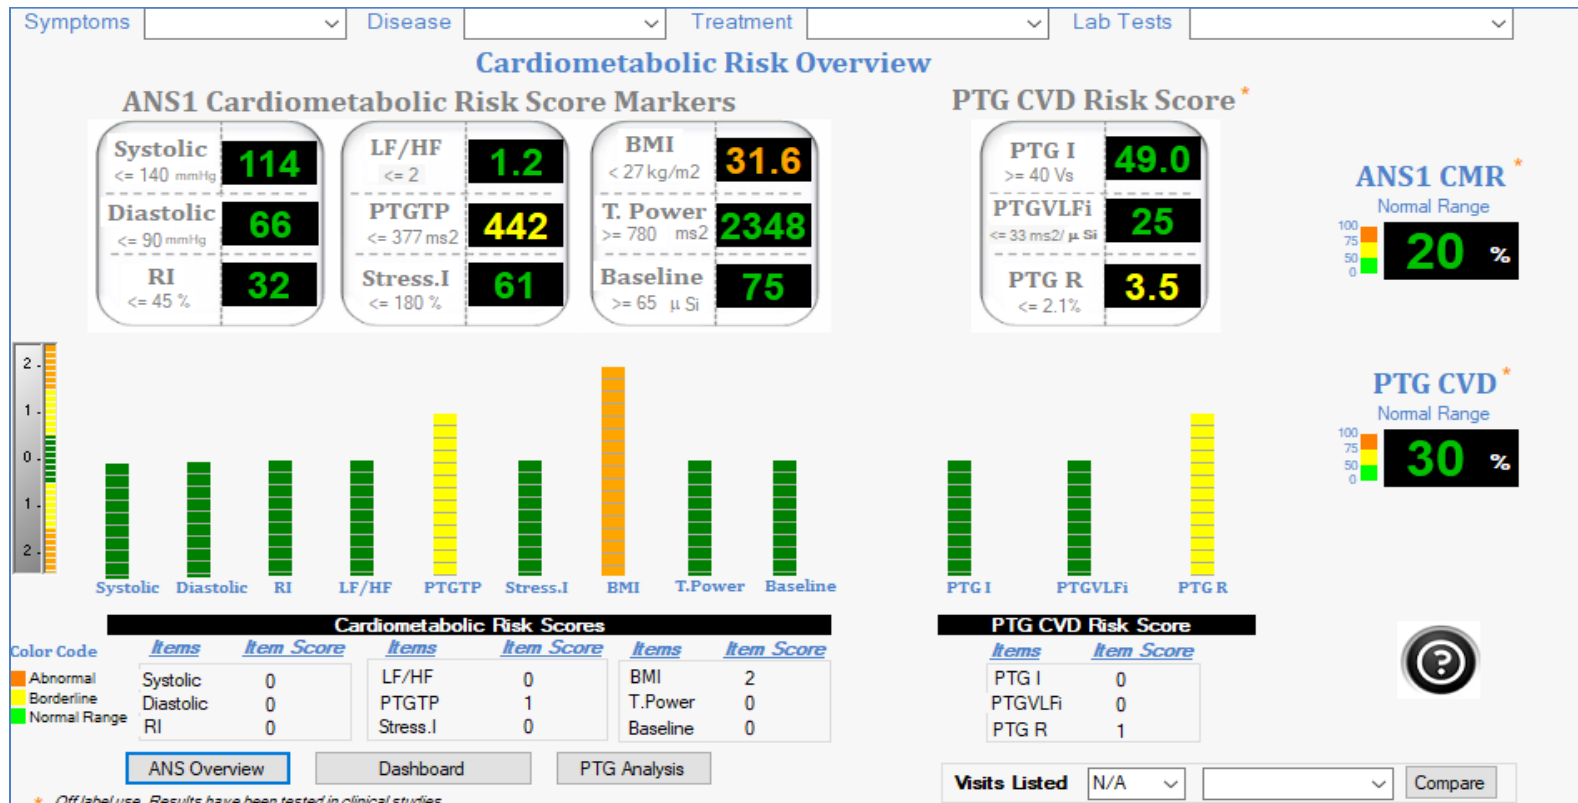 Symptoms Disease Treatment Lab Tests
Cardiometabolic Risk Overview
ANS1 Cardiometabolic Risk Score Markers
Systolic
<= 140 mmHg
114
Diastolic
<= 90 mmHg
66
RI
<= 45 %
32
LF/HF
<= 2
1.2
PTGTP
<= 377 ms2
442
Stress.I
<= 180 %
61
BMI
< 27 kg/m2
31.6
T. Power
>= 780 ms2
2348
Baseline
>= 65 μ Si
75
PTG CVD Risk Score *
PTG I
>= 40 Vs
49.0
PTGVLFi
<= 33 ms2/ μ Si
25
PTG R
<= 2.1%
3.5
ANS1 CMR *
Normal Range
100
75
50
0
20 %
PTG CVD *
Normal Range
100
75
50
0
30 %
2
1
0
1
2
Systolic Diastolic RI LF/HF PTGTP Stress.I BMI T.Power Baseline
PTG I PTGVLFi PTG R
Color Code
Abnormal
Borderline
Normal Range
Cardiometabolic Risk Scores
Items Item Score Items Item Score Items Item Score
Systolic 0 LF/HF 0 BMI 2
Diastolic 0 PTGTP 1 T.Power 0
RI 0 Stress.I 0 Baseline 0
PTG CVD Risk Score
Items Item Score
PTG I 0
PTGVLFi 0
PTG R 1
?
ANS Overview Dashboard PTG Analysis
Visits Listed N/A Compare
* Off label use. Results have been tested in clinical studies